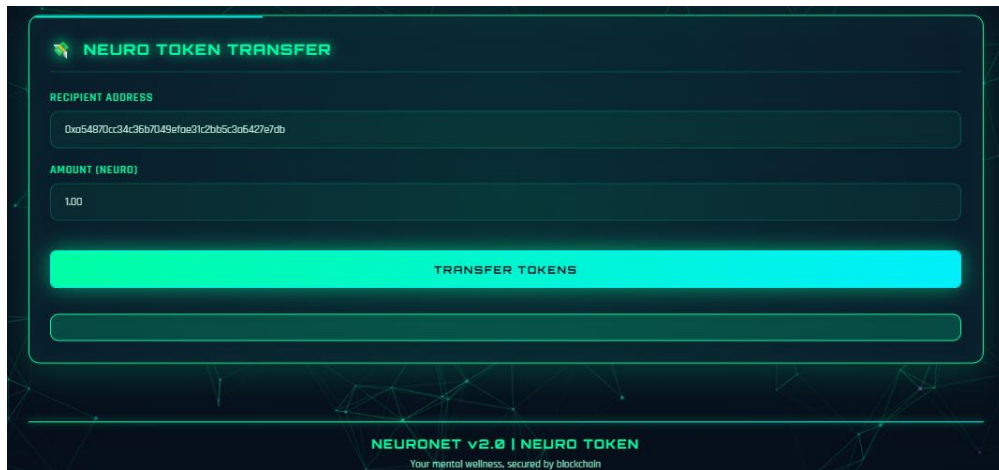 NEURO TOKEN TRANSFER
RECIPIENT ADDRESS
0xa54870cc34c36b7049efae31c2bb5c3a6427e7db
AMOUNT (NEURO)
1.00
TRANSFER TOKENS
NEURONET v2.0 | NEURO TOKEN
Your mental wellness, secured by blockchain